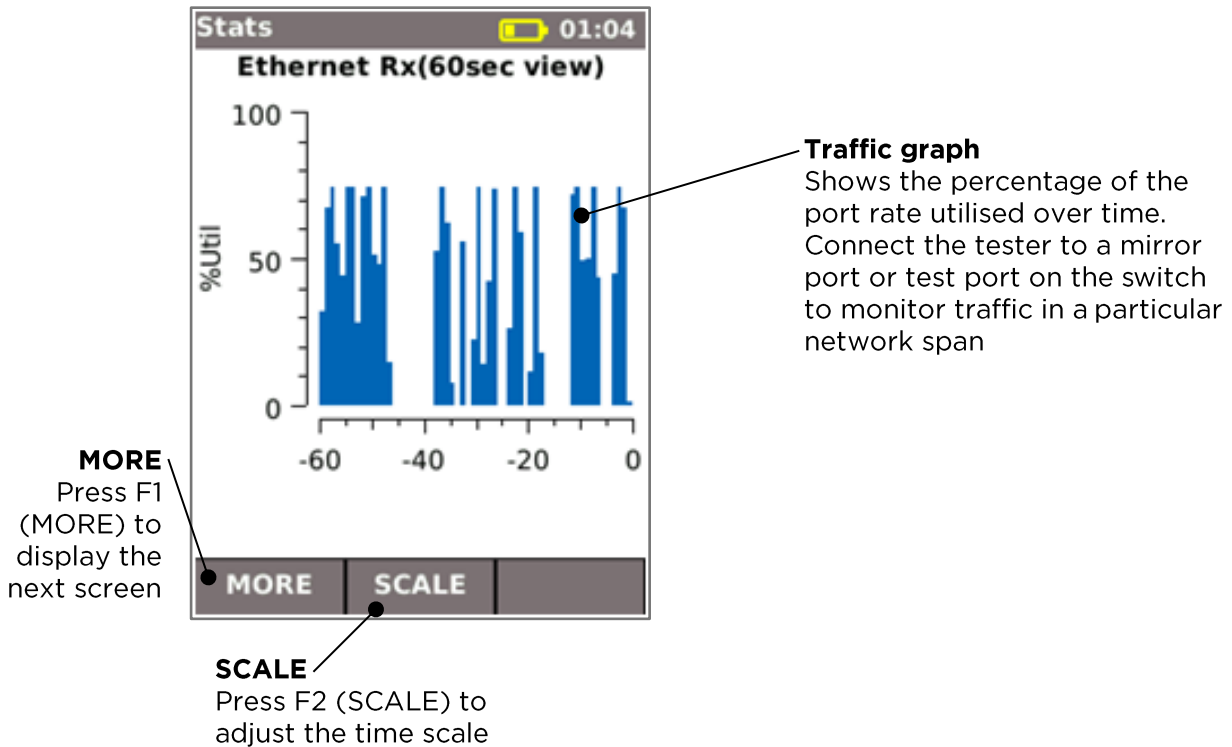 Stats
01:04
Ethernet Rx(60sec view)
100
50
0
%Util
-60
-40
-20
0
MORE
SCALE
Traffic graph
Shows the percentage of the
port rate utilised over time.
Connect the tester to a mirror
port or test port on the switch
to monitor traffic in a particular
network span
MORE
Press F1
(MORE) to
display the
next screen
SCALE
Press F2 (SCALE) to
adjust the time scale